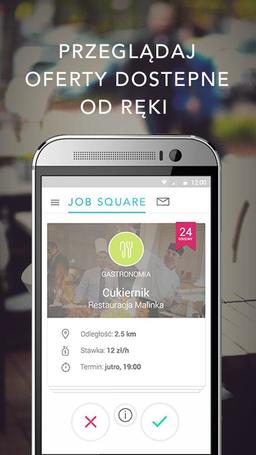 PRZEGLĄDAJ
OFERTY DOSTEPNE
OD RĘKI
12:00
JOB SQUARE
24
GODZINY
GASTRONOMIA
Cukiernik
Restauracja Malinka
Odległość: 2.5 km
Stawka: 12 zł/h
Termin: jutro, 19:00